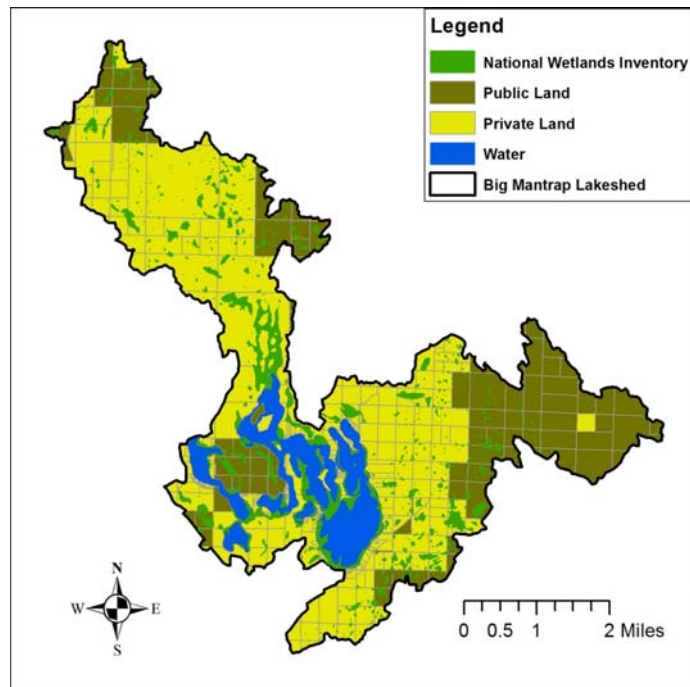 Legend
National Wetlands Inventory
Public Land
Private Land
Water
Big Mantrap Lakeshed
N
W E
S
0 0.5 1 2 Miles